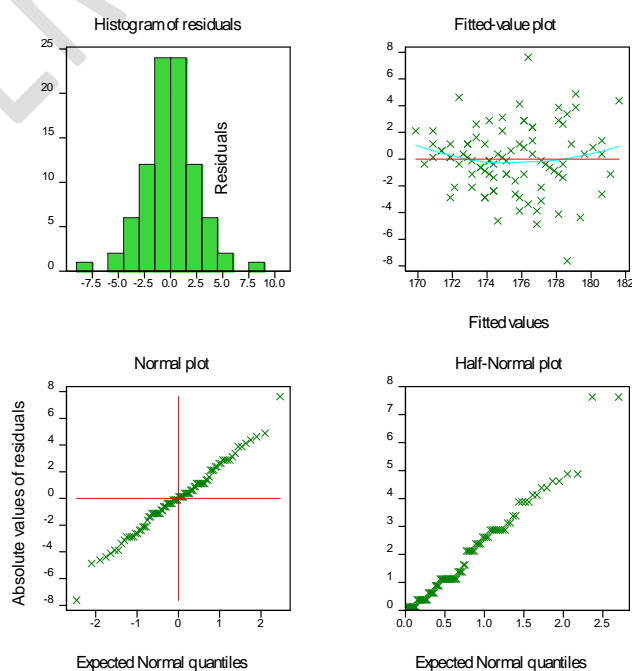 Histogram of residuals
25
20
15
10
5
0
-7.5 -5.0 -2.5 0.0 2.5 5.0 7.5 10.0
Fitted-value plot
Residuals
8
6
4
2
0
-2
-4
-6
-8
170 172 174 176 178 180 182
Fitted values
Normal plot
Absolute values of residuals
8
6
4
2
0
-2
-4
-6
-8
-2 -1 0 1 2
Expected Normal quantiles
Half-Normal plot
8
7
6
5
4
3
2
1
0
0.0 0.5 1.0 1.5 2.0 2.5
Expected Normal quantiles